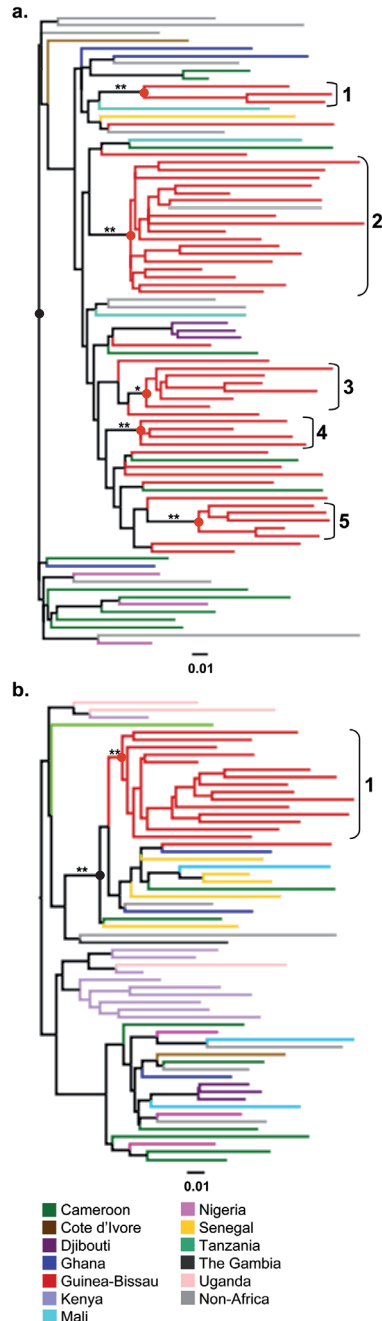 a.
**
1
**
2
*
3
**
4
**
5
0.01
b.
**
1
**
0.01
Cameroon
Cote d'Ivore
Djibouti
Ghana
Guinea-Bissau
Kenya
Mali
Nigeria
Senegal
Tanzania
The Gambia
Uganda
Non-Africa